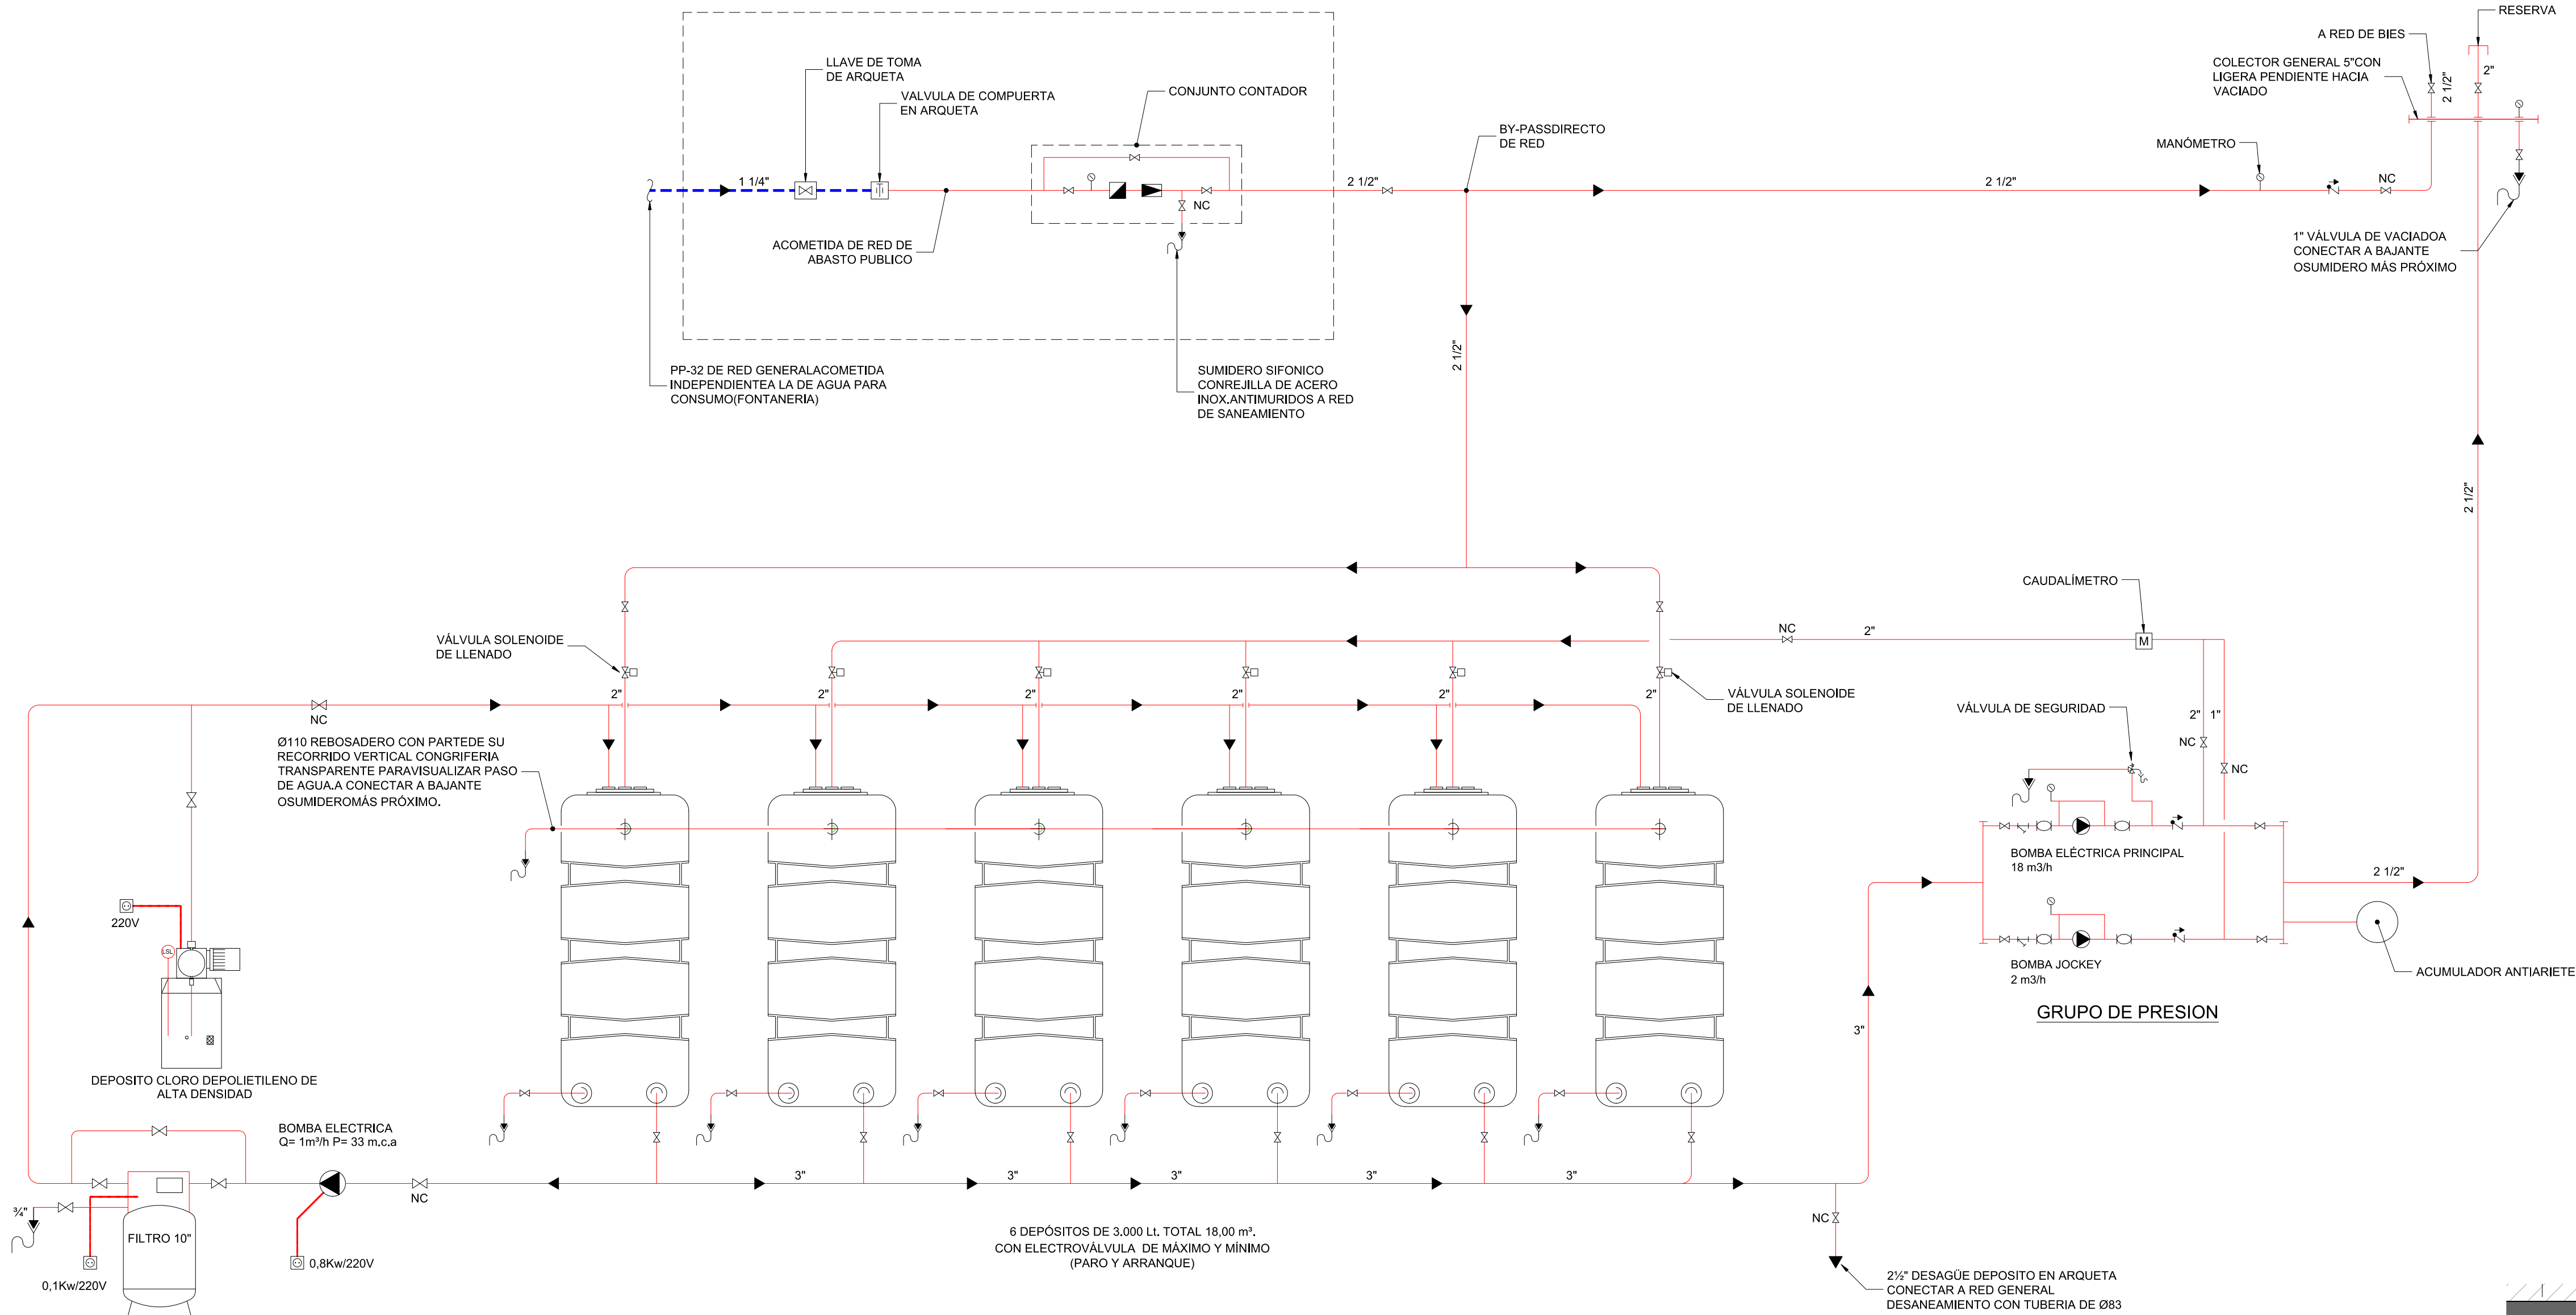 RESERVA
A RED DE BIES
COLECTOR GENERAL 5"CON
LIGERA PENDIENTE HACIA
VACIADO
2 1/2"
2"
LLAVE DE TOMA
DE ARQUETA
VALVULA DE COMPUERTA
EN ARQUETA
CONJUNTO CONTADOR
BY-PASSDIRECTO
DE RED
MANÓMETRO
1 1/4"
2 1/2"
2 1/2"
NC
NC
ACOMETIDA DE RED DE
ABASTO PUBLICO
1" VÁLVULA DE VACIADOA
CONECTAR A BAJANTE
OSUMIDERO MÁS PRÓXIMO
PP-32 DE RED GENERALACOMETIDA
INDEPENDIENTEA LA DE AGUA PARA
CONSUMO(FONTANERIA)
SUMIDERO SIFONICO
CONREJILLA DE ACERO
INOX.ANTIMURIDOS A RED
DE SANEAMIENTO
2 1/2"
2 1/2"
CAUDALÍMETRO
VÁLVULA SOLENOIDE
DE LLENADO
NC
2"
M
2"
2"
2"
2"
2"
2"
VÁLVULA SOLENOIDE
DE LLENADO
VÁLVULA DE SEGURIDAD
2"
1"
NC
NC
NC
Ø110 REBOSADERO CON PARTEDE SU
RECORRIDO VERTICAL CONGRIFERIA
TRANSPARENTE PARAVISUALIZAR PASO
DE AGUA.A CONECTAR A BAJANTE
OSUMIDEROMÁS PRÓXIMO.
BOMBA ELÉCTRICA PRINCIPAL
18 m3/h
2 1/2"
220V
LSL
BOMBA JOCKEY
2 m3/h
ACUMULADOR ANTIARIETE
GRUPO DE PRESION
3"
DEPOSITO CLORO DEPOLIETILENO DE
ALTA DENSIDAD
BOMBA ELECTRICA
Q= 1m³/h P= 33 m.c.a
NC
3"
3"
3"
3"
3"
¾"
FILTRO 10"
0,1Kw/220V
0,8Kw/220V
6 DEPÓSITOS DE 3.000 Lt. TOTAL 18,00 m³.
CON ELECTROVÁLVULA DE MÁXIMO Y MÍNIMO
(PARO Y ARRANQUE)
NC
2½" DESAGÜE DEPOSITO EN ARQUETA
CONECTAR A RED GENERAL
DESANEAMIENTO CON TUBERIA DE Ø83